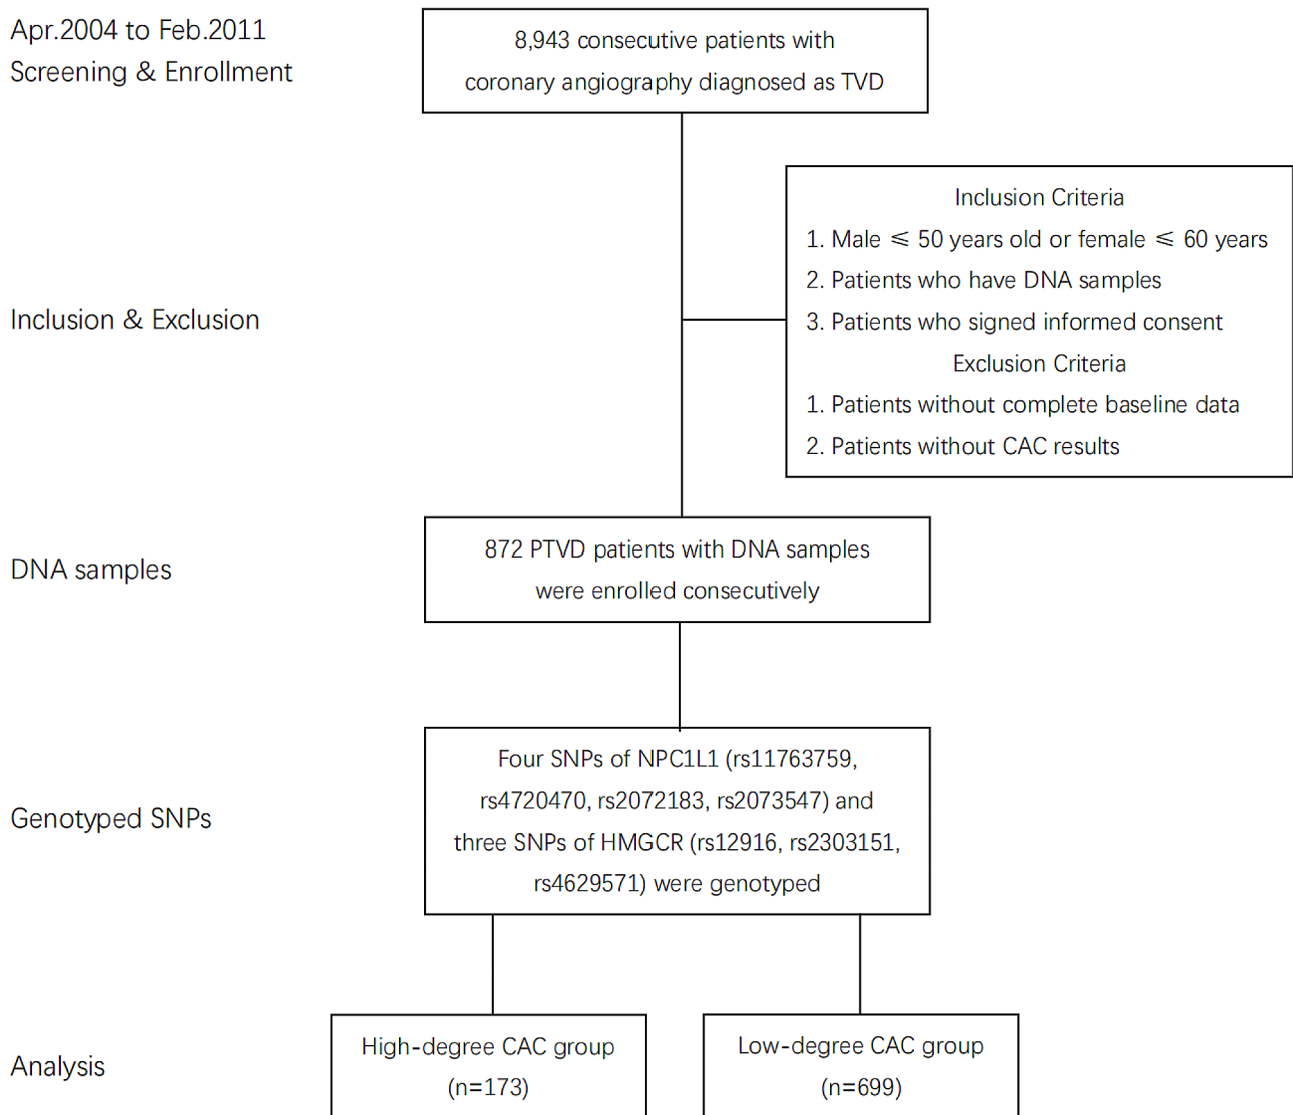 Apr.2004 to Feb.2011
Screening & Enrollment
8,943 consecutive patients with
coronary angiography diagnosed as TVD
Inclusion & Exclusion
Inclusion Criteria
1. Male ⩽ 50 years old or female ⩽ 60 years
2. Patients who have DNA samples
3. Patients who signed informed consent
Exclusion Criteria
1. Patients without complete baseline data
2. Patients without CAC results
DNA samples
872 PTVD patients with DNA samples
were enrolled consecutively
Genotyped SNPs
Four SNPs of NPC1L1 (rs11763759,
rs4720470, rs2072183, rs2073547) and
three SNPs of HMGCR (rs12916, rs2303151,
rs4629571) were genotyped
Analysis
High-degree CAC group
(n=173)
Low-degree CAC group
(n=699)